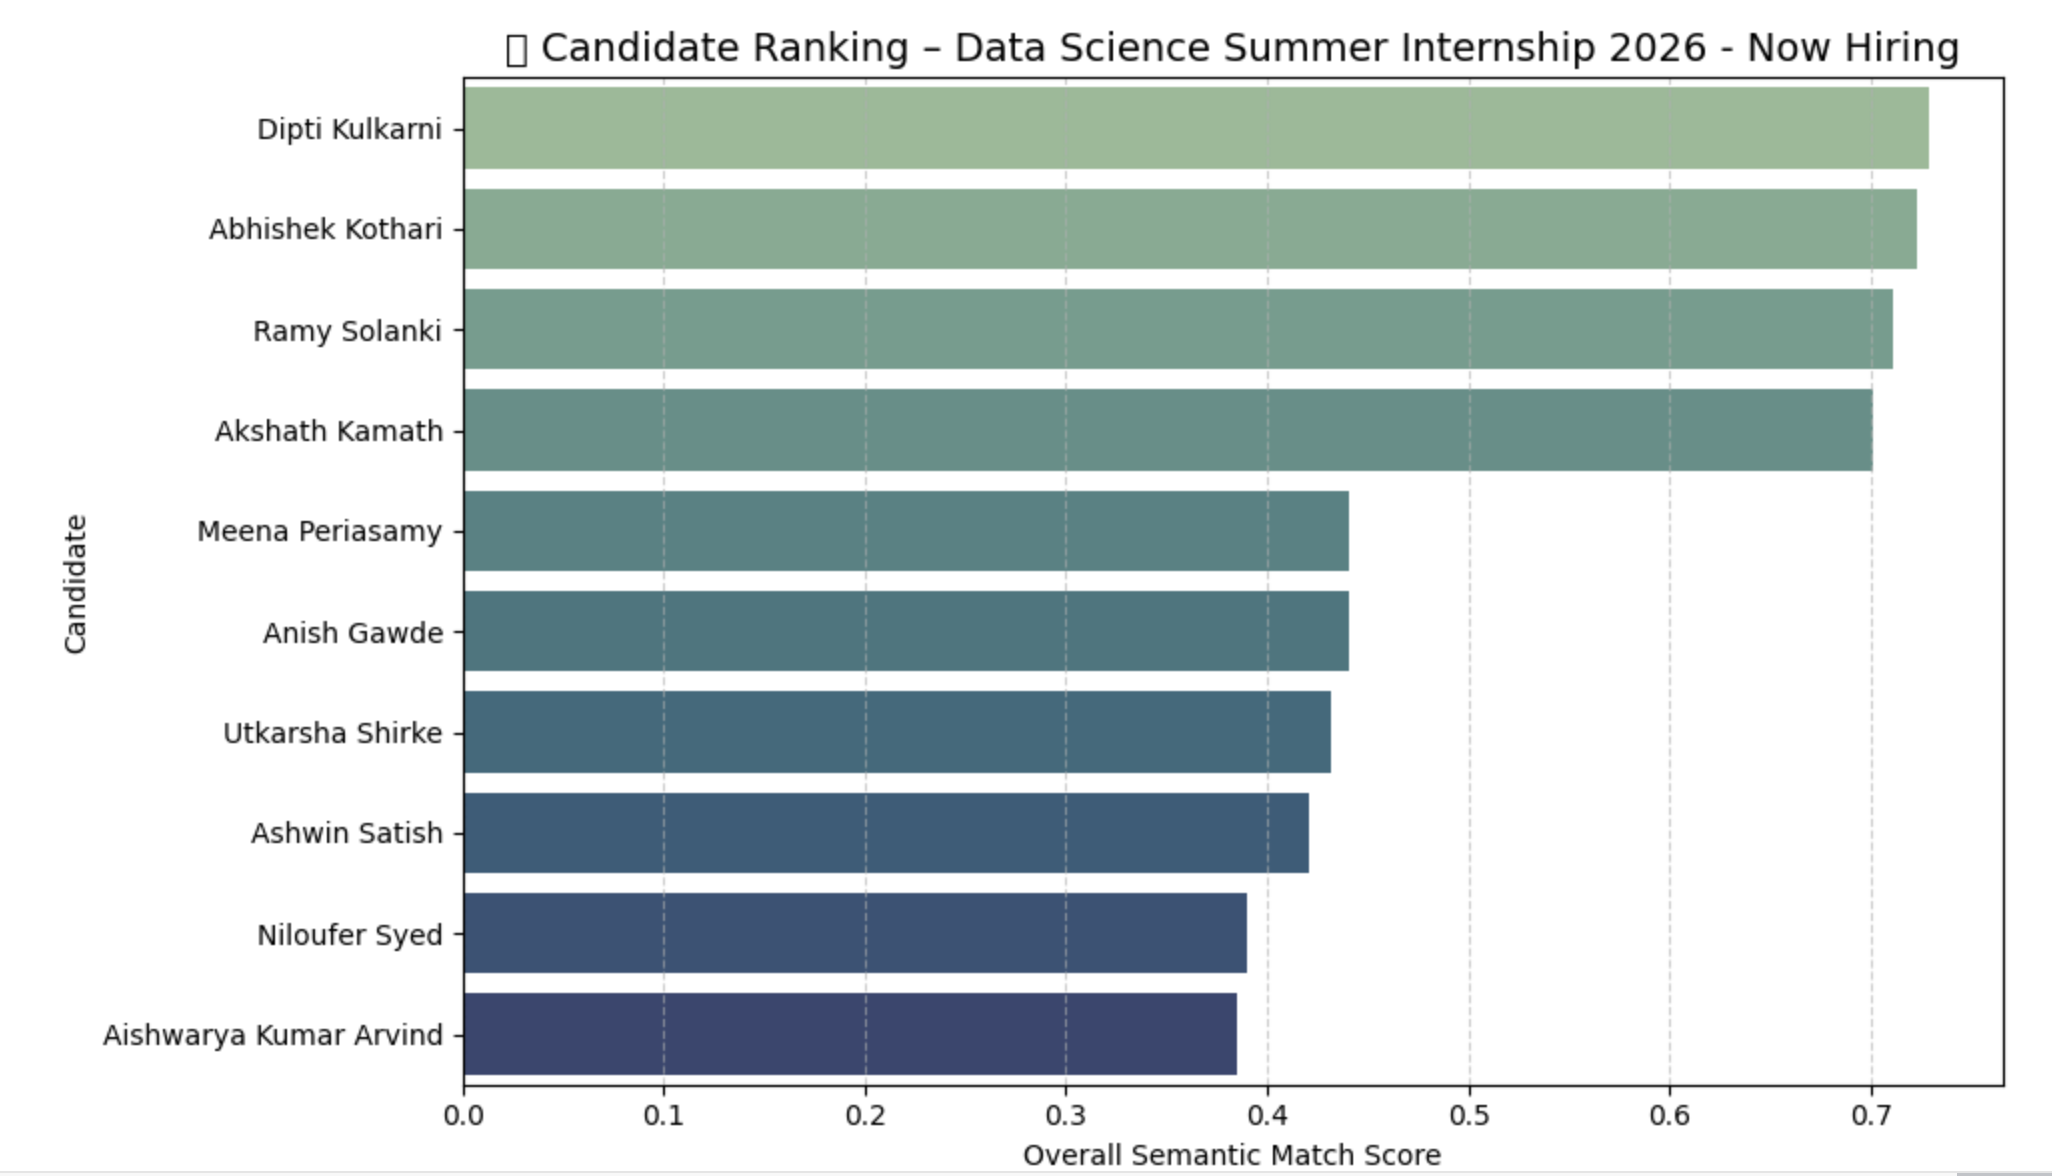 ▯ Candidate Ranking – Data Science Summer Internship 2026 - Now Hiring
Dipti Kulkarni
Abhishek Kothari
Ramy Solanki
Akshath Kamath
Meena Periasamy
Anish Gawde
Utkarsha Shirke
Ashwin Satish
Niloufer Syed
Aishwarya Kumar Arvind
Candidate
0.0 0.1 0.2 0.3 0.4 0.5 0.6 0.7
Overall Semantic Match Score